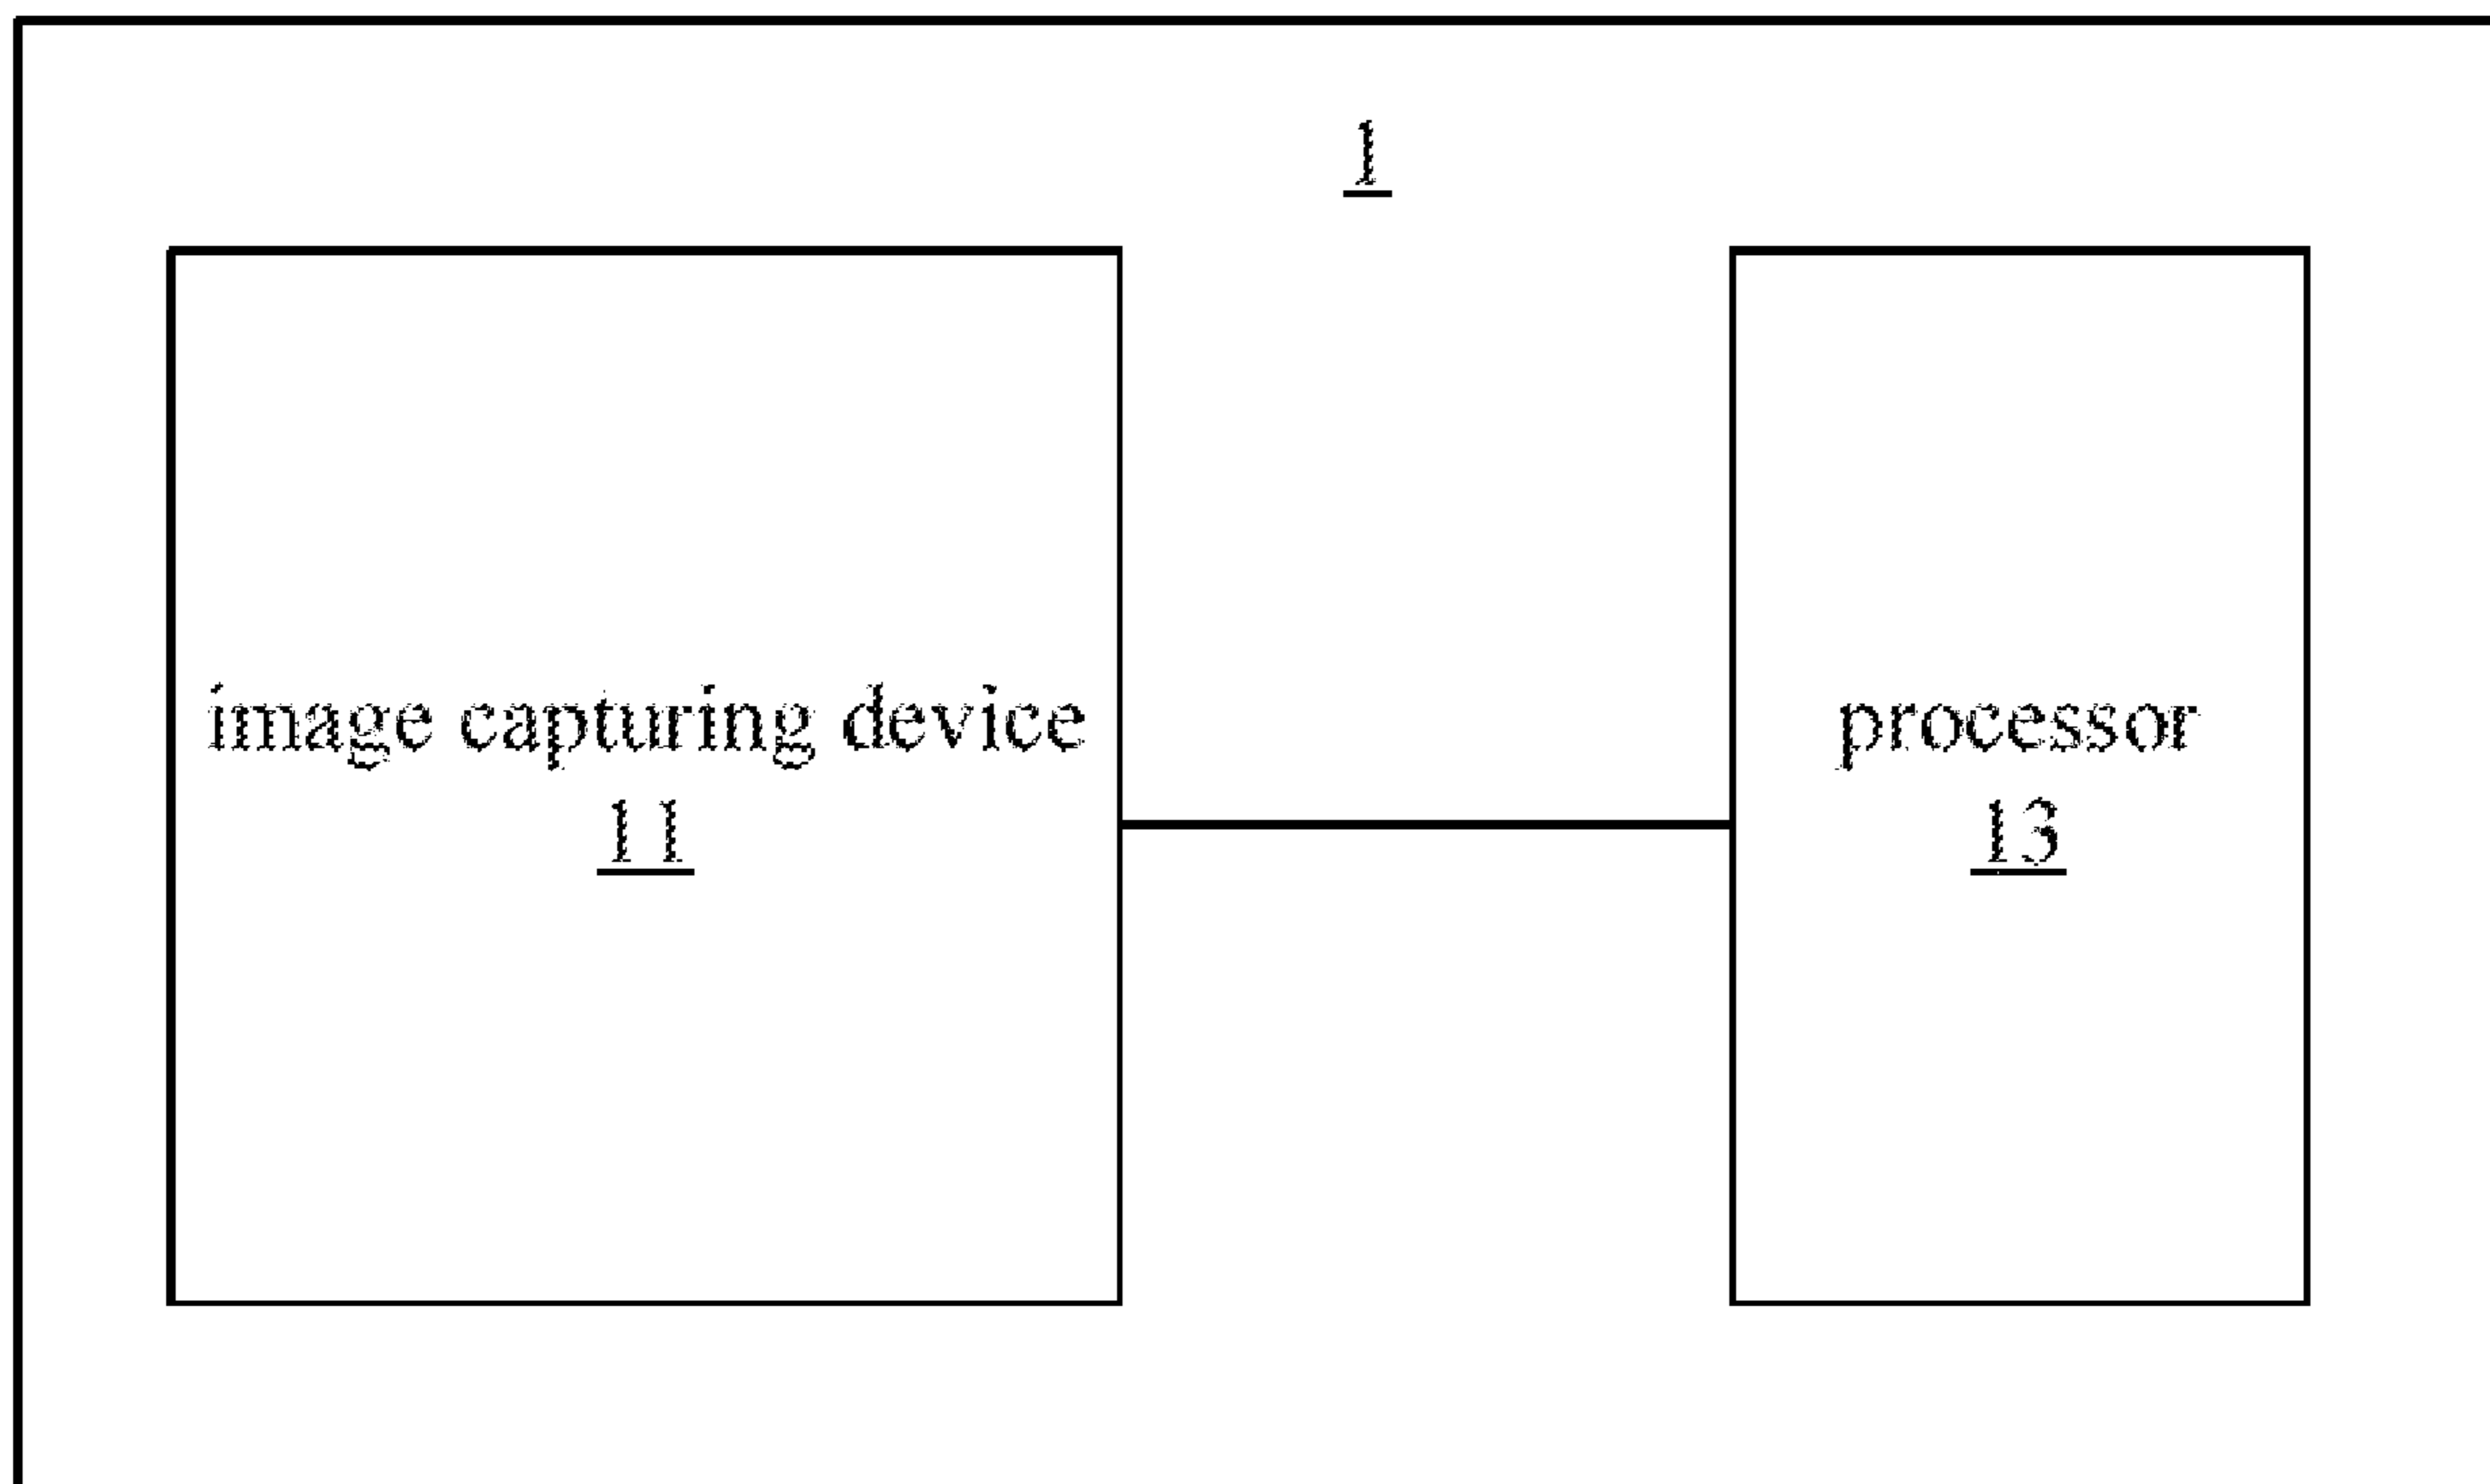 1
image capturing device
11
processor
13